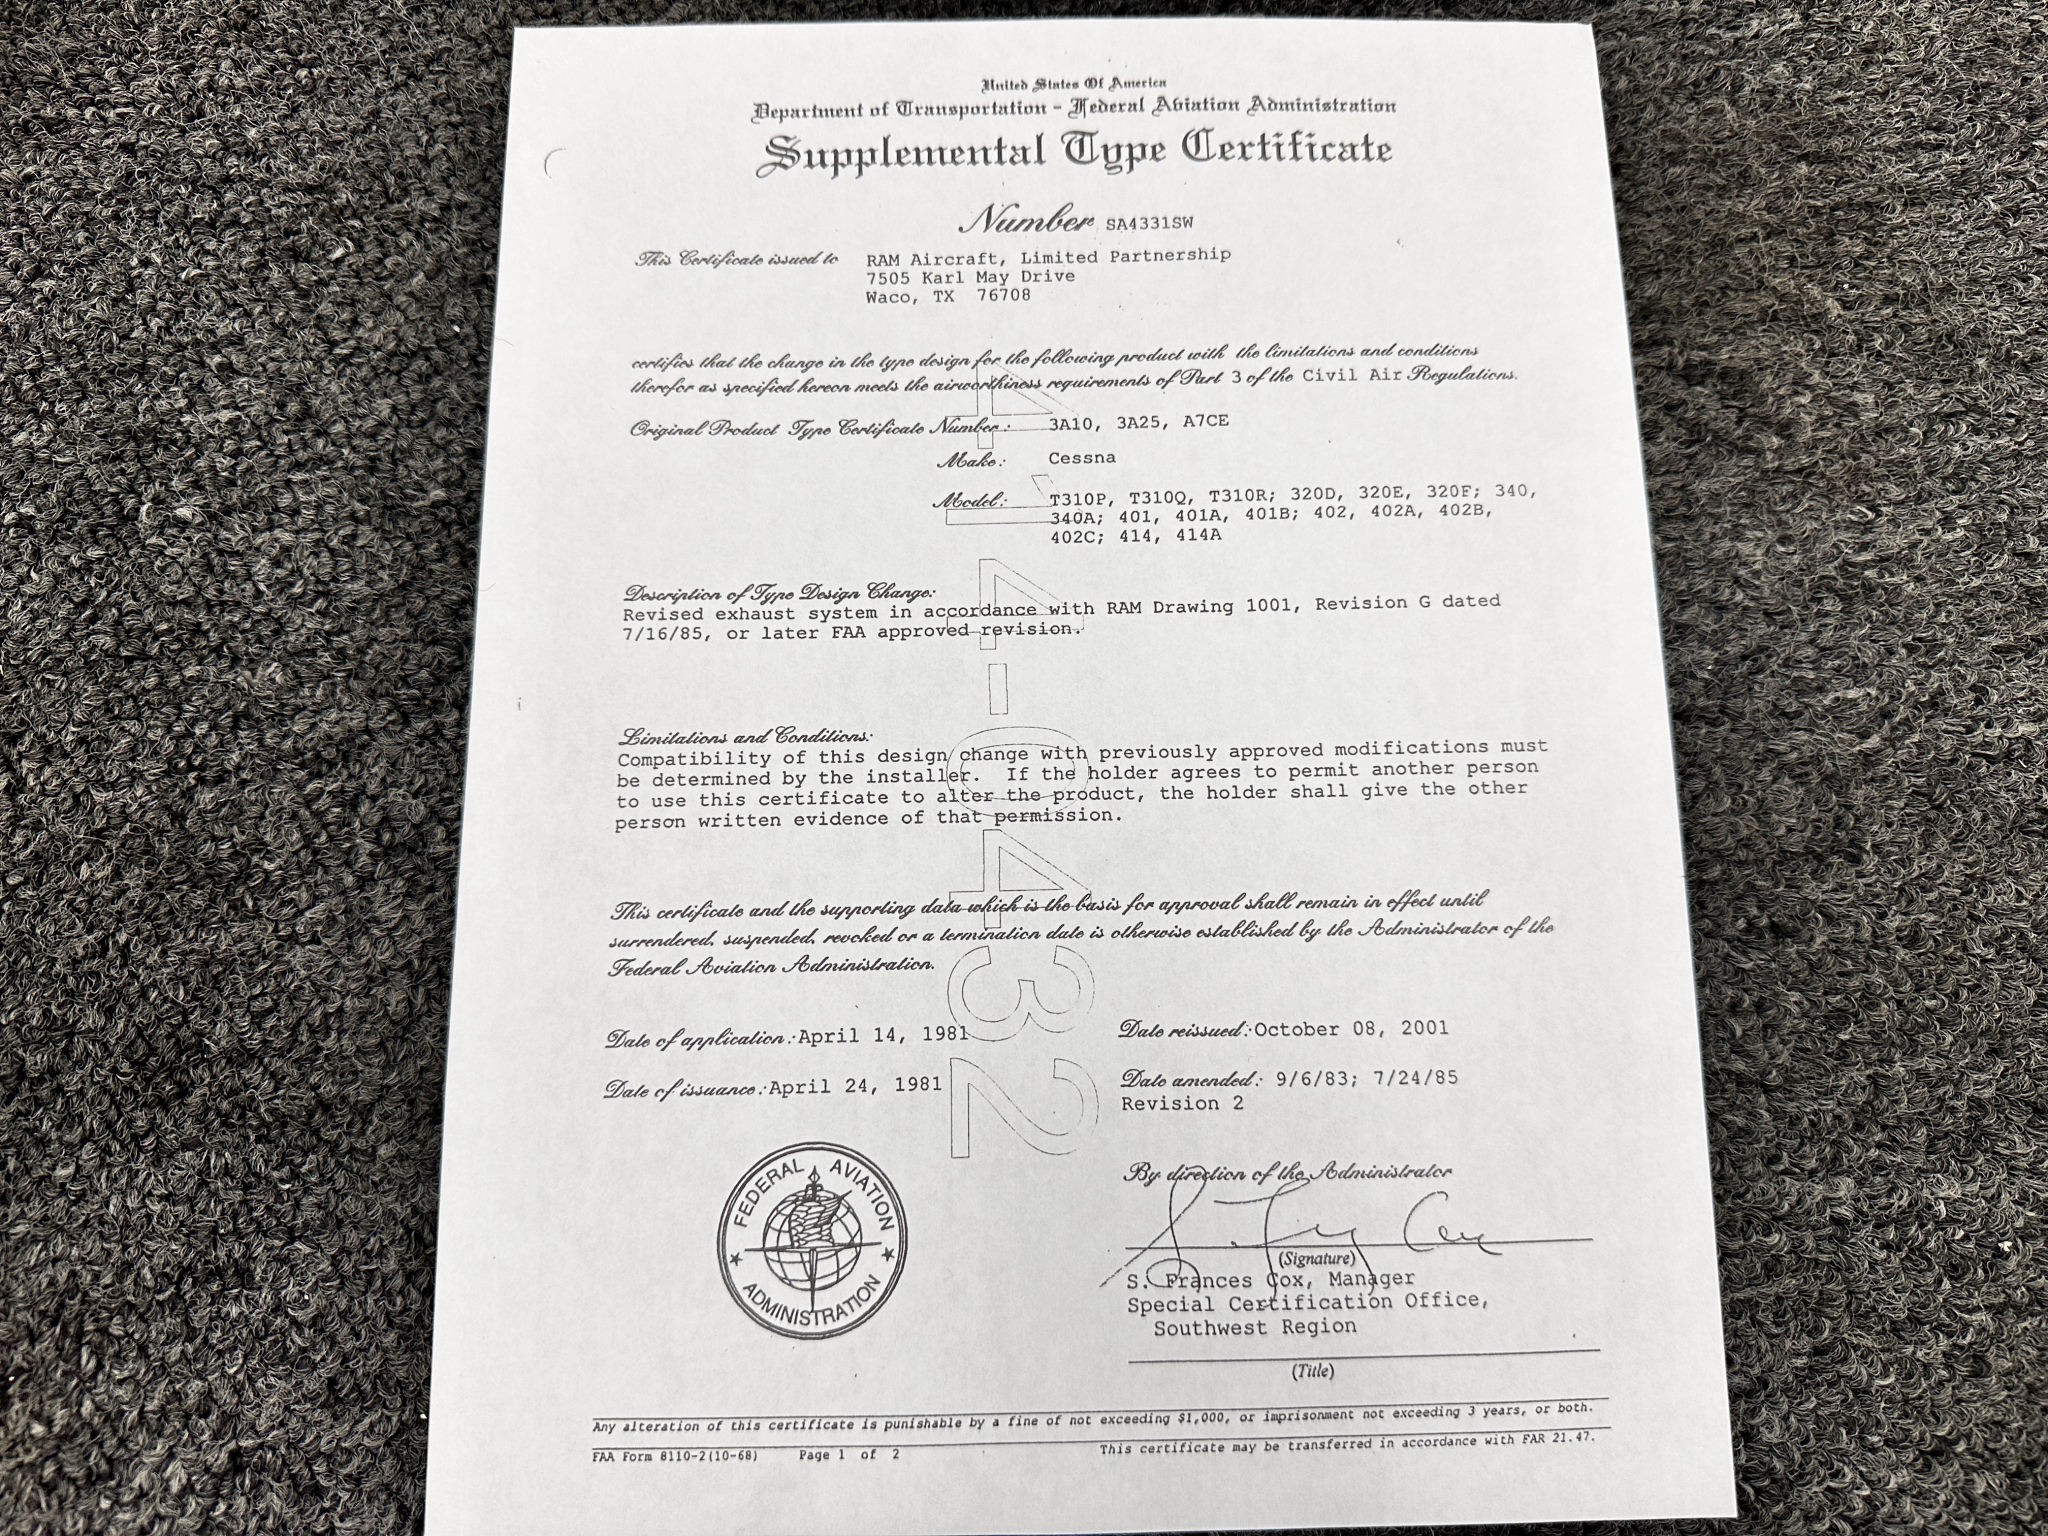 United States Of America
Department of Transportation - Federal Aviation Administration
Supplemental Type Certificate
Number SA4331SW
This Certificate issued to RAM Aircraft, Limited Partnership
7505 Karl May Drive
Waco, TX 76708
certifies that the change in the type design for the following product with the limitations and conditions
therefor as specified hereon meets the airworthiness requirements of Part 3 of the Civil Air Regulations.
Original Product Type Certificate Number: 3A10, 3A25, A7CE
Make: Cessna
Model: T310P, T310Q, T310R; 320D, 320E, 320F; 340,
340A; 401, 401A, 401B; 402, 402A, 402B,
402C; 414, 414A
Description of Type Design Change:
Revised exhaust system in accordance with RAM Drawing 1001, Revision G dated
7/16/85, or later FAA approved revision.
Limitations and Conditions:
Compatibility of this design change with previously approved modifications must
be determined by the installer. If the holder agrees to permit another person
to use this certificate to alter the product, the holder shall give the other
person written evidence of that permission.
This certificate and the supporting data which is the basis for approval shall remain in effect until
surrendered, suspended, revoked or a termination date is otherwise established by the Administrator of the
Federal Aviation Administration.
Date of application: April 14, 1981
Date reissued: October 08, 2001
Date of issuance: April 24, 1981
Date amended: 9/6/83; 7/24/85
Revision 2
FEDERAL AVIATION
ADMINISTRATION
By direction of the Administrator
(Signature)
S. Frances Cox, Manager
Special Certification Office,
Southwest Region
(Title)
Any alteration of this certificate is punishable by a fine of not exceeding $1,000, or imprisonment not exceeding 3 years, or both.
FAA Form 8110-2(10-68) Page 1 of 2 This certificate may be transferred in accordance with FAR 21.47.